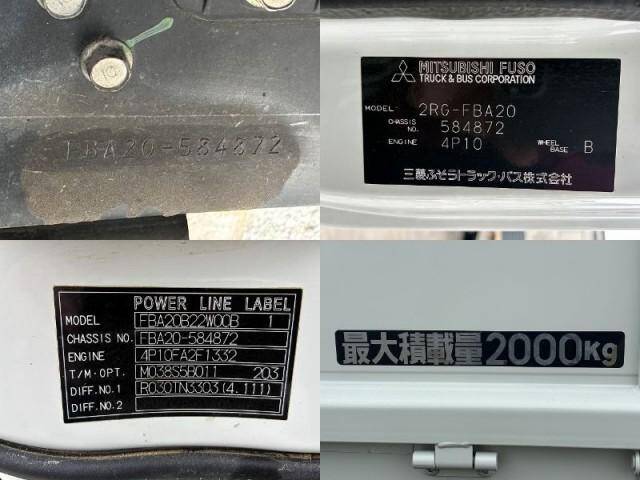 FBA20-584872
MITSUBISHI FUSO
TRUCK & BUS CORPORATION
MODEL 2RG-FBA20
CHASSIS NO. 584872
ENGINE 4P10 WHEEL BASE B
三菱ふそうトラック・バス株式会社
POWER LINE LABEL
MODEL FBA20B22W00B 1
CHASSIS NO. FBA20-584872
ENGINE 4P10FA2F1332
T/M・OPT. M038S5B011 203
DIFF.NO.1 R030TN3303(4.111)
DIFF.NO.2
最大積載量2000Kg